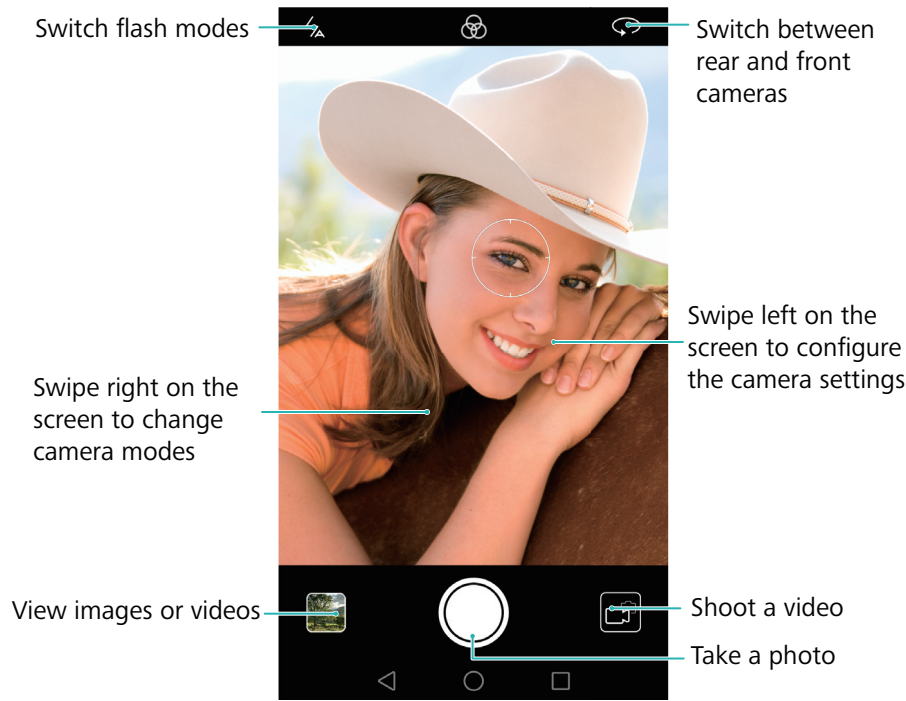 Switch flash modes
Switch between
rear and front
cameras
Swipe left on the
screen to configure
the camera settings
Swipe right on the
screen to change
camera modes
View images or videos
Shoot a video
Take a photo